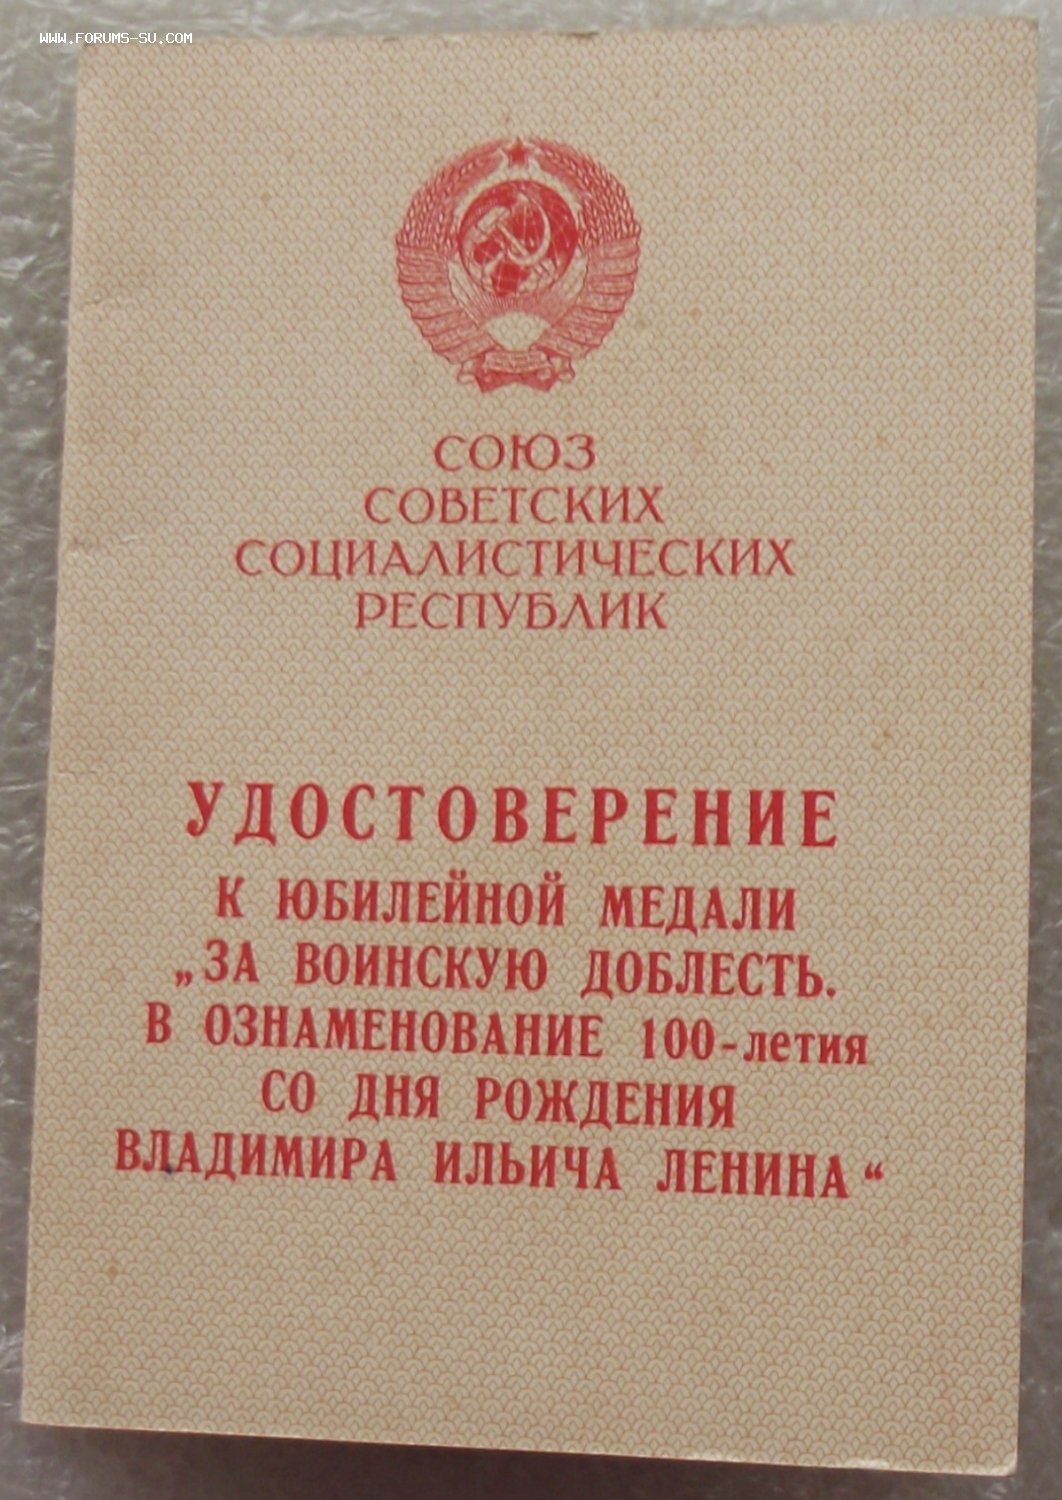 WWW.FORUMS-SU.COM
СОЮЗ
СОВЕТСКИХ
СОЦИАЛИСТИЧЕСКИХ
РЕСПУБЛИК
УДОСТОВЕРЕНИЕ
К ЮБИЛЕЙНОЙ МЕДАЛИ
„ЗА ВОИНСКУЮ ДОБЛЕСТЬ.
В ОЗНАМЕНОВАНИЕ 100-летия
СО ДНЯ РОЖДЕНИЯ
ВЛАДИМИРА ИЛЬИЧА ЛЕНИНА“